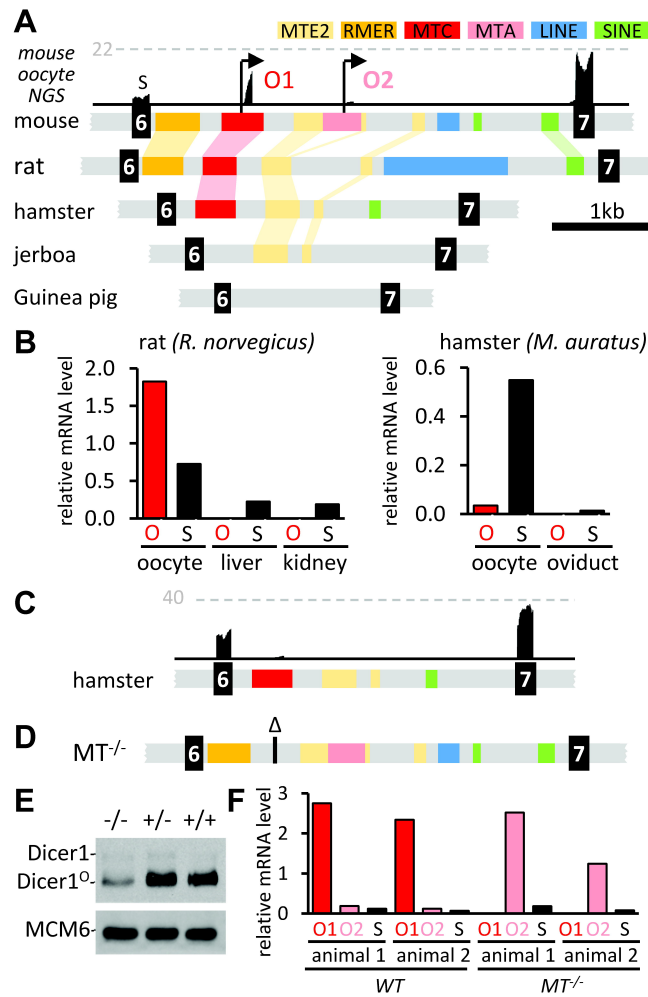 A
MTE2 RMER MTC MTA LINE SINE
22
mouse
oocyte
NGS
S
O1
O2
mouse 6 7
rat 6 7
hamster 6 7
1kb
jerboa 6 7
Guinea pig 6 7
B
rat (R. norvegicus)
relative mRNA level
2.0
1.5
1.0
0.5
0.0
O S O S O S
oocyte liver kidney
hamster (M. auratus)
relative mRNA level
0.6
0.4
0.2
0.0
O S O S
oocyte oviduct
C
40
hamster 6 7
D
Δ
MT-/- 6 7
E
-/- +/- +/+
Dicer1-
Dicer1O-
MCM6-
F
relative mRNA level
3
2
1
0
O1 O2 S O1 O2 S O1 O2 S O1 O2 S
animal 1 animal 2 animal 1 animal 2
WT MT-/-